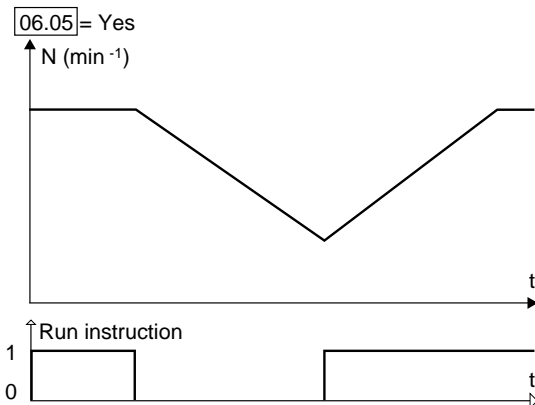 06.05 = Yes
N (min -1)
t
Run instruction
1
0
t